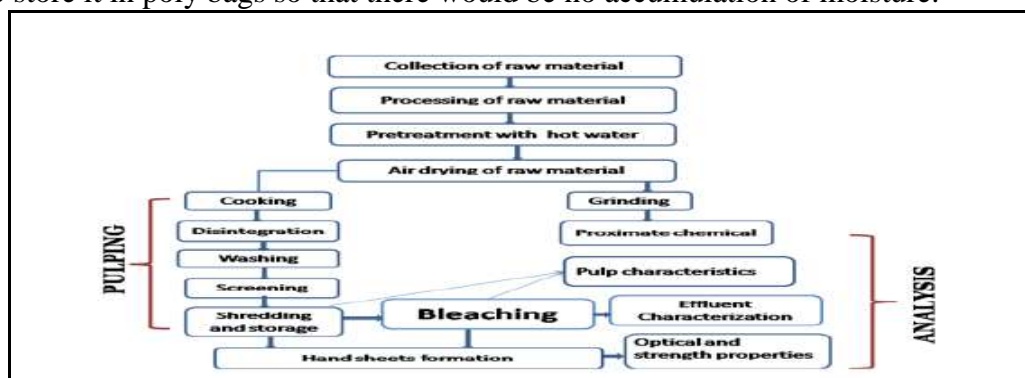 store it in poly bags so that there would be no accumulation of moisture.
Collection of raw material
Processing of raw material
Pretreatment with hot water
Air drying of raw material
Cooking
Grinding
Disintegration
Proximate chemical
Washing
Pulp characteristics
Screening
Shredding
and storage
Bleaching
Effluent
Characterization
Hand sheets formation
Optical and
strength properties
PULPING
ANALYSIS